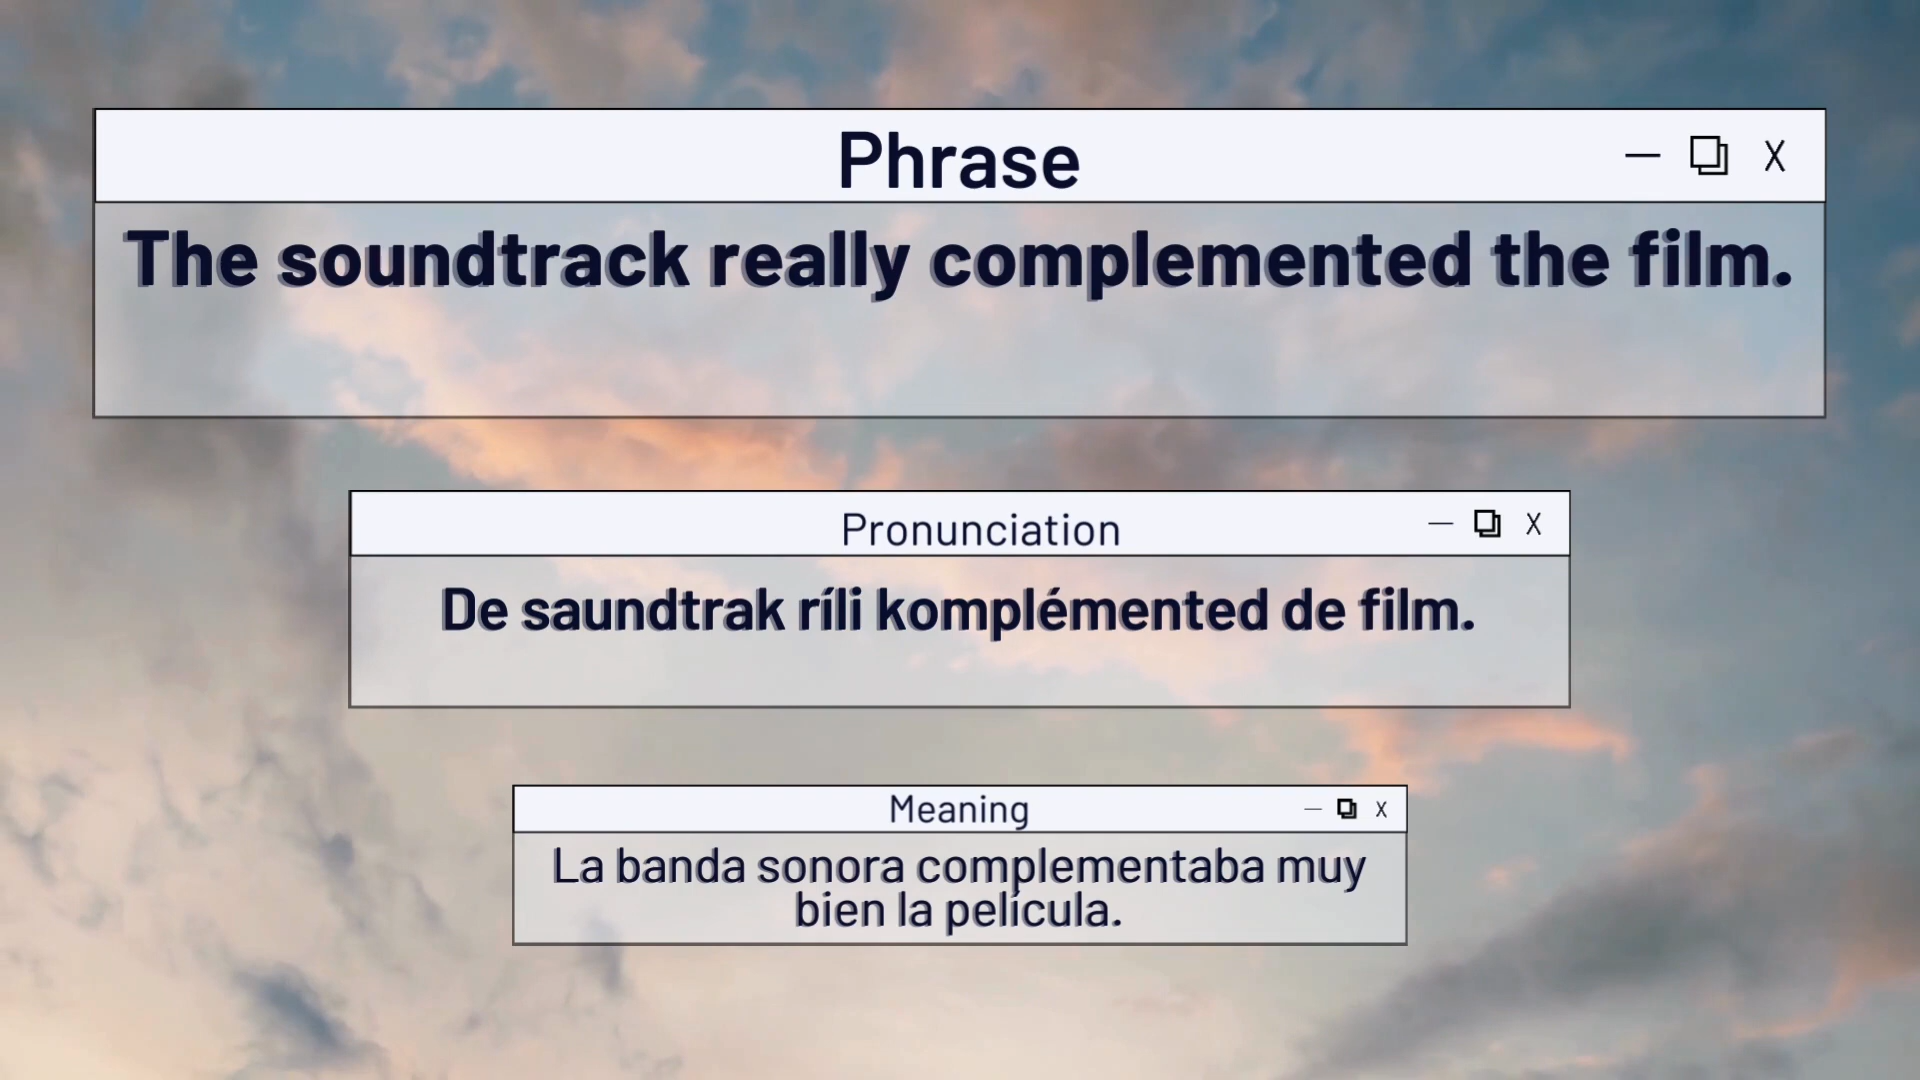 Phrase
The soundtrack really complemented the film.
Pronunciation
De saundtrak ríli komplémented de film.
Meaning
La banda sonora complementaba muy
bien la película.